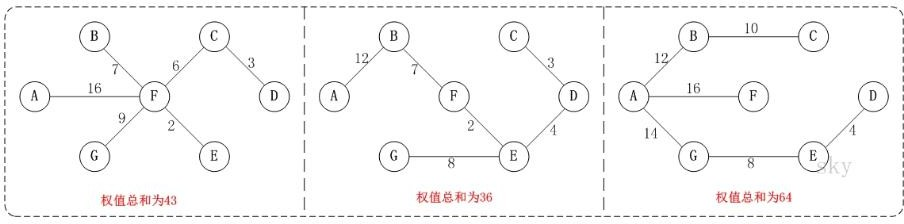 B C
7 6 3
A 16 F D
9 2
G E
权值总和为43
B C
12 7 3
A F D
2 4
G 8 E
权值总和为36
B 10 C
12
A 16 F D
14 4
G 8 E
sky
权值总和为64